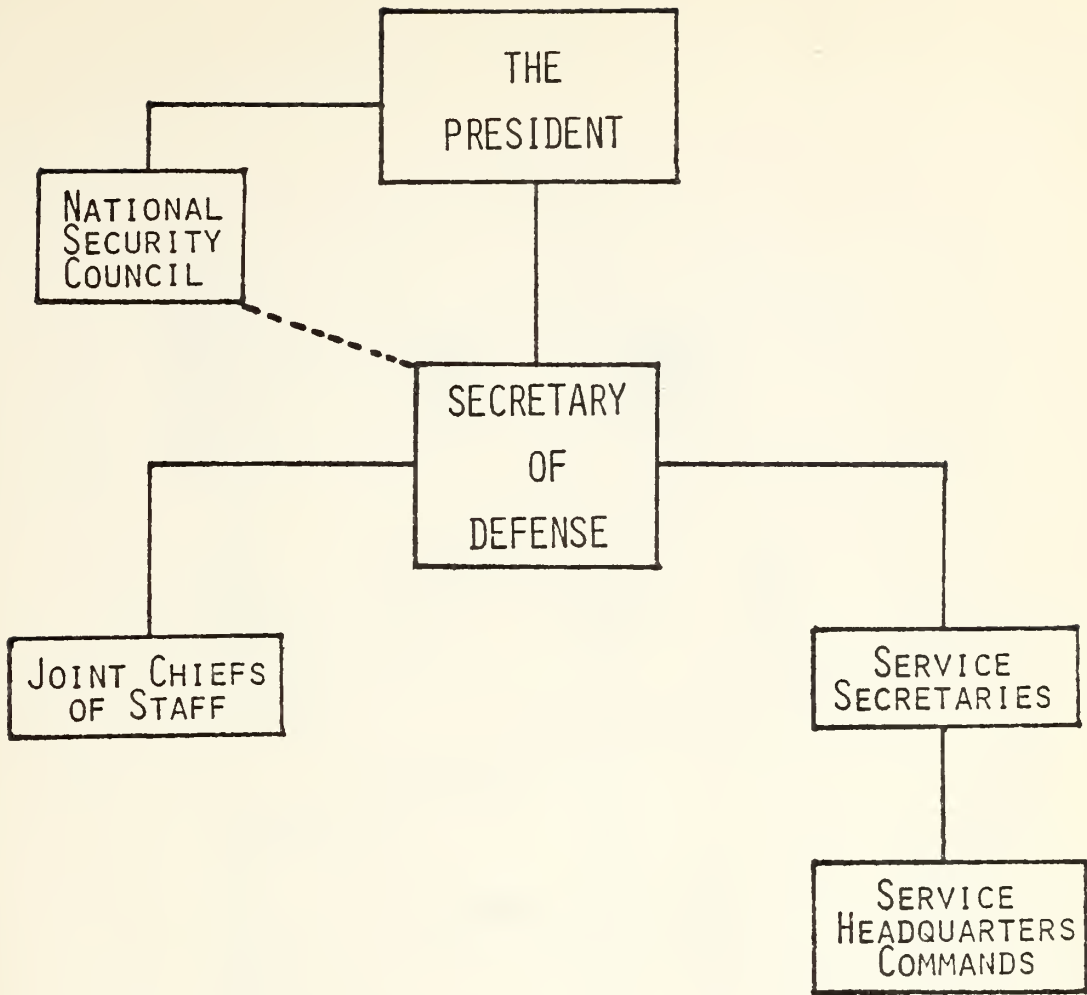 THE
PRESIDENT
NATIONAL
SECURITY
COUNCIL
SECRETARY
OF
DEFENSE
JOINT CHIEFS
OF STAFF
SERVICE
SECRETARIES
SERVICE
HEADQUARTERS
COMMANDS